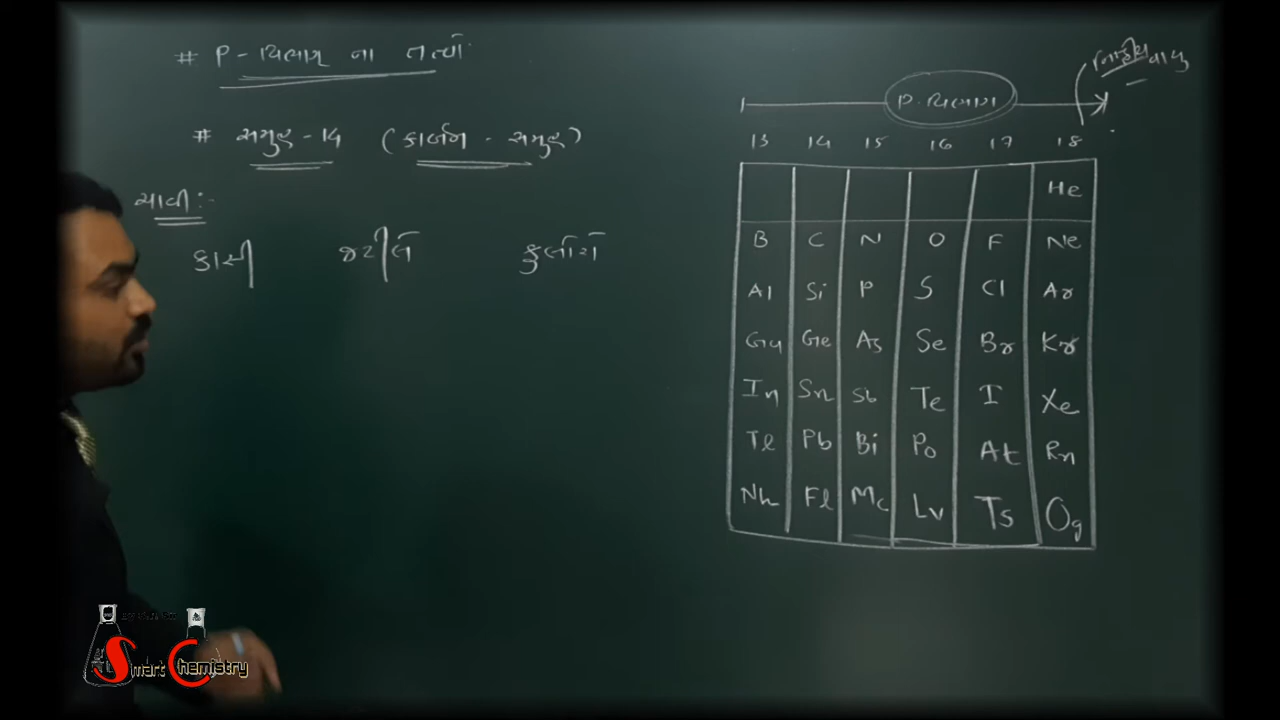 # P - વિભાગ ના તત્વો
# સમુહ - 14 (કાર્બન - સમુહ)
ચાવી :-
કાસી જટીલ
P. વિભાગ
નિષ્ક્રીય વાયુ
13 14 15 16 17 18
He
B C N O F Ne
Al Si P S Cl Ar
Ga Ge As Se Br Kr
In Sn Sb Te I Xe
Tl Pb Bi Po At Rn
Nh Fl Mc Lv Ts Og
Smart Chemistry